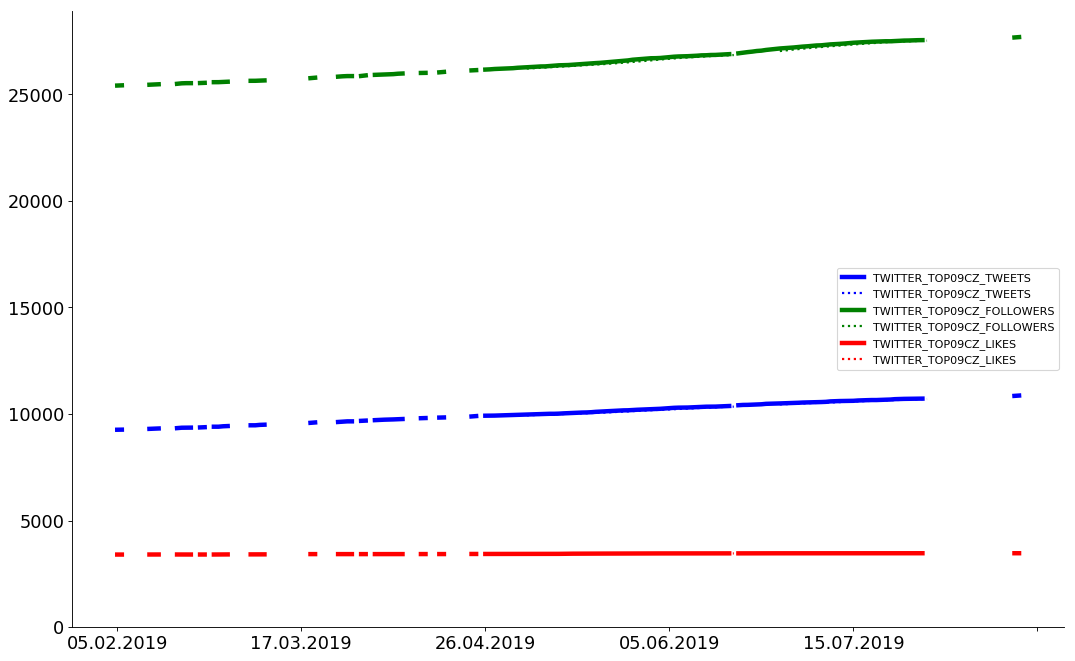 25000
20000
15000
10000
5000
0
TWITTER_TOP09CZ_TWEETS
TWITTER_TOP09CZ_TWEETS
TWITTER_TOP09CZ_FOLLOWERS
TWITTER_TOP09CZ_FOLLOWERS
TWITTER_TOP09CZ_LIKES
TWITTER_TOP09CZ_LIKES
05.02.2019 17.03.2019 26.04.2019 05.06.2019 15.07.2019